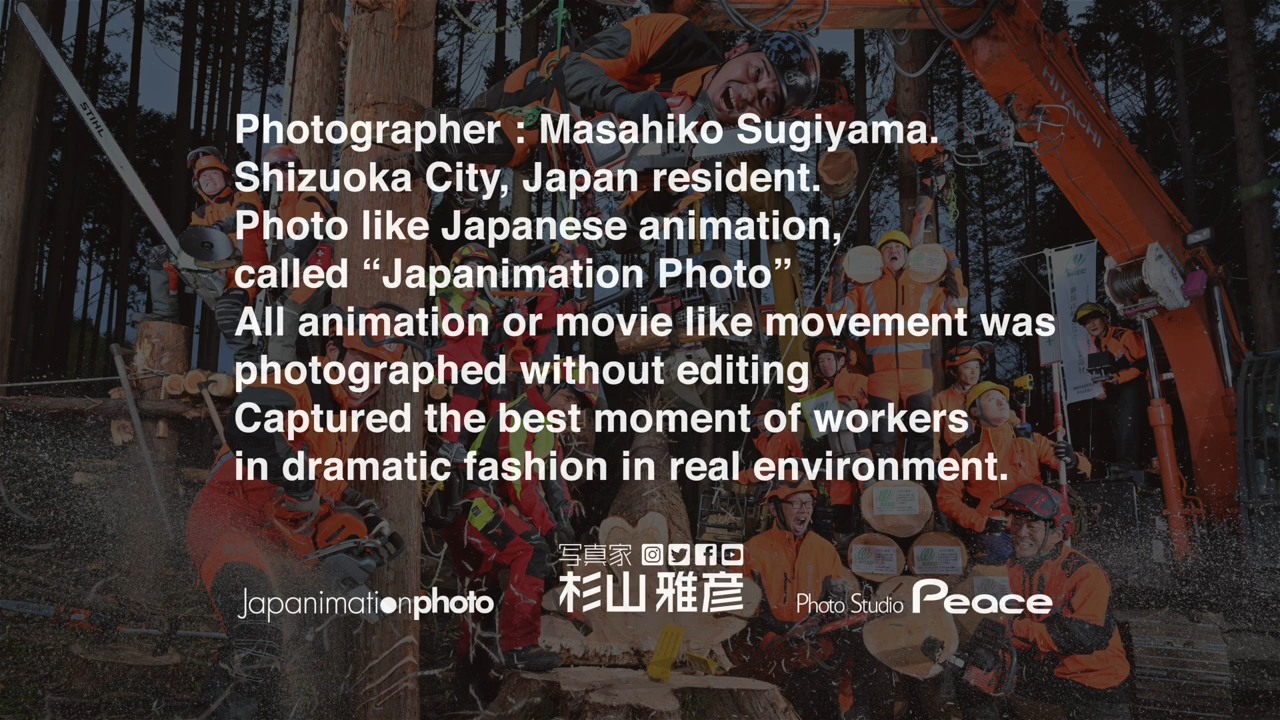 Photographer : Masahiko Sugiyama.
Shizuoka City, Japan resident.
Photo like Japanese animation,
called “Japanimation Photo”
All animation or movie like movement was
photographed without editing
Captured the best moment of workers
in dramatic fashion in real environment.
写真家
杉山雅彦
Japanimationphoto
Photo Studio Peace
STIHL
HITACHI